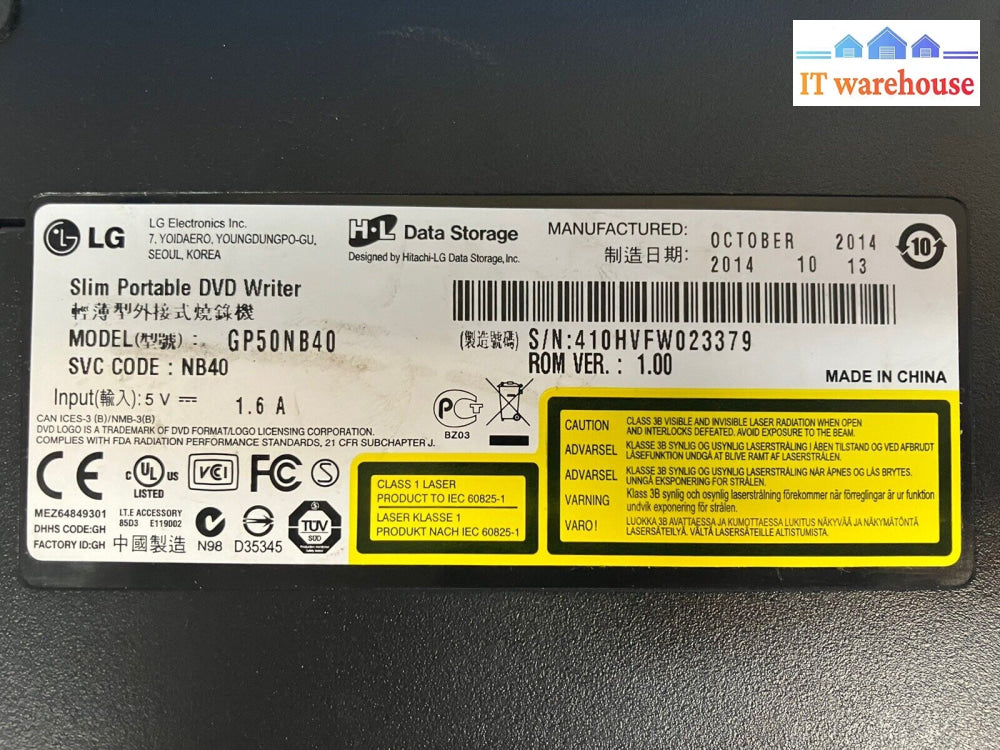 IT warehouse
LG
LG Electronics Inc.
7, YOIDAERO, YOUNGDUNGPO-GU,
SEOUL, KOREA
H·L Data Storage
Designed by Hitachi-LG Data Storage, Inc.
MANUFACTURED: OCTOBER 2014
制造日期: 2014 10 13
10
Slim Portable DVD Writer
輕薄型外接式燒錄機
MODEL(型號) : GP50NB40
SVC CODE : NB40
(製造號碼) S/N:410HVFW023379
ROM VER. : 1.00
MADE IN CHINA
Input(輸入): 5 V 1.6 A
CAN ICES-3 (B)/NMB-3(B)
DVD LOGO IS A TRADEMARK OF DVD FORMAT/LOGO LICENSING CORPORATION.
COMPLIES WITH FDA RADIATION PERFORMANCE STANDARDS, 21 CFR SUBCHAPTER J.
BZ03
CE
c UL us
LISTED
VCI
FC
S
MEZ64849301
DHHS CODE:GH
FACTORY ID:GH
I.T.E ACCESSORY
85D3 E119002
中國製造
N98
D35345
TÜV
SÜD
CLASS 1 LASER
PRODUCT TO IEC 60825-1
LASER KLASSE 1
PRODUKT NACH IEC 60825-1
CAUTION CLASS 3B VISIBLE AND INVISIBLE LASER RADIATION WHEN OPEN
AND INTERLOCKS DEFEATED. AVOID EXPOSURE TO THE BEAM.
ADVARSEL KLASSE 3B SYNLIG OG USYNLIG LASERSTRÅLING I ÅBEN TILSTAND OG VED AFBRUDT
LÅSEFUNKTION UNDGÅ AT BLIVE RAMT AF LASERSTRÅLEN.
ADVARSEL KLASSE 3B SYNLIG OG USYNLIG LASERSTRÅLING NÅR ÅPNES OG LÅS BRYTES.
UNNGÅ EKSPONERING FOR STRÅLEN.
VARNING Klass 3B synlig och osynlig laserstrålning förekommer när förreglingar är ur funktion
undvik exponering för strålen.
VARO! LUOKKA 3B AVATTAESSA JA KUMOTTAESSA LUKITUS NÄKYVÄÄ JA NÄKYMÄTÖNTÄ
LASERSÄTEILYÄ. VÄLTÄ LASERSÄTEILLE ALTISTUMISTA.